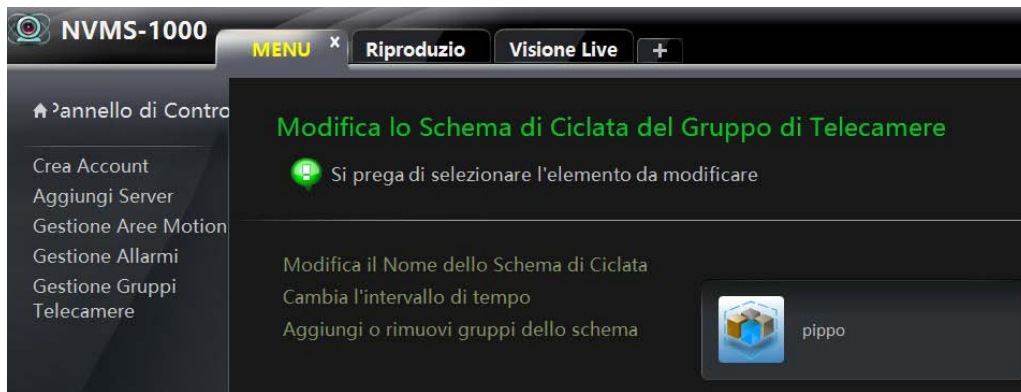 NVMS-1000
MENU x Riproduzio Visione Live +
Pannello di Contro
Crea Account
Aggiungi Server
Gestione Aree Motion
Gestione Allarmi
Gestione Gruppi
Telecamere
Modifica lo Schema di Ciclata del Gruppo di Telecamere
Si prega di selezionare l'elemento da modificare
Modifica il Nome dello Schema di Ciclata
Cambia l'intervallo di tempo
Aggiungi o rimuovi gruppi dello schema
pippo